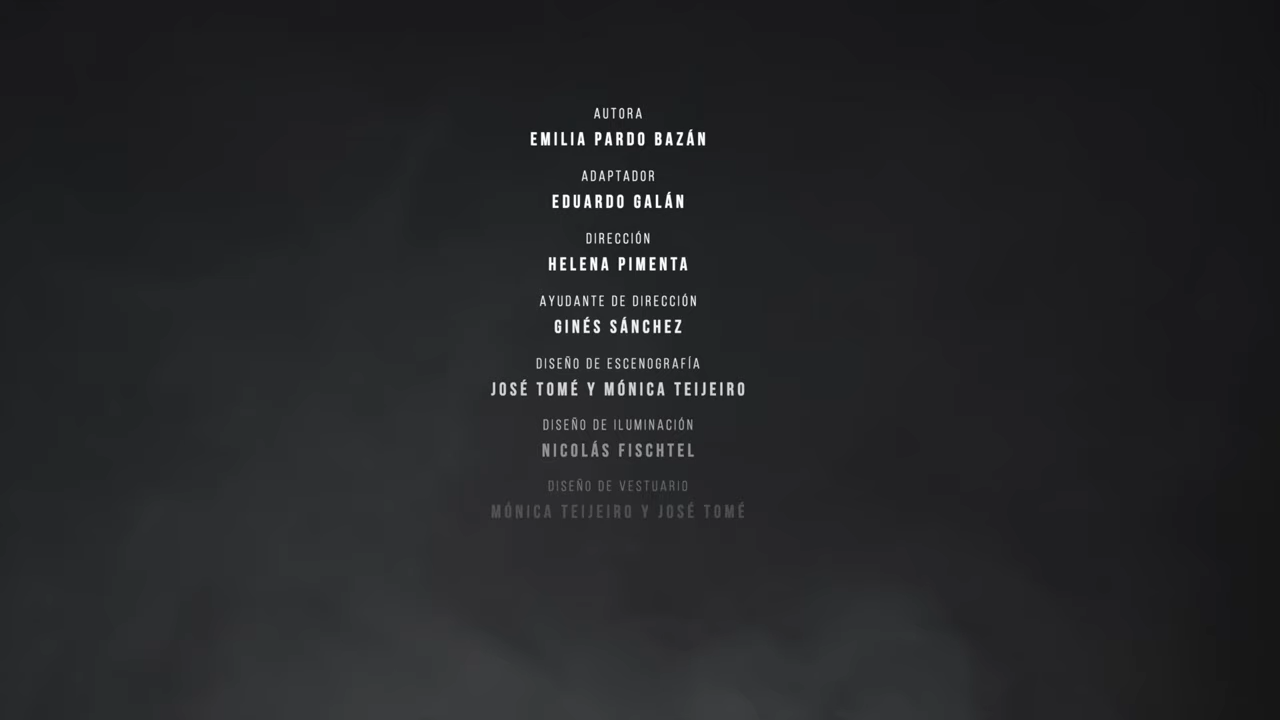 AUTORA
EMILIA PARDO BAZÁN
ADAPTADOR
EDUARDO GALÁN
DIRECCIÓN
HELENA PIMENTA
AYUDANTE DE DIRECCIÓN
GINÉS SÁNCHEZ
DISEÑO DE ESCENOGRAFÍA
JOSÉ TOMÉ Y MÓNICA TEIJEIRO
DISEÑO DE ILUMINACIÓN
NICOLÁS FISCHTEL
DISEÑO DE VESTUARIO
MÓNICA TEIJEIRO Y JOSÉ TOMÉ